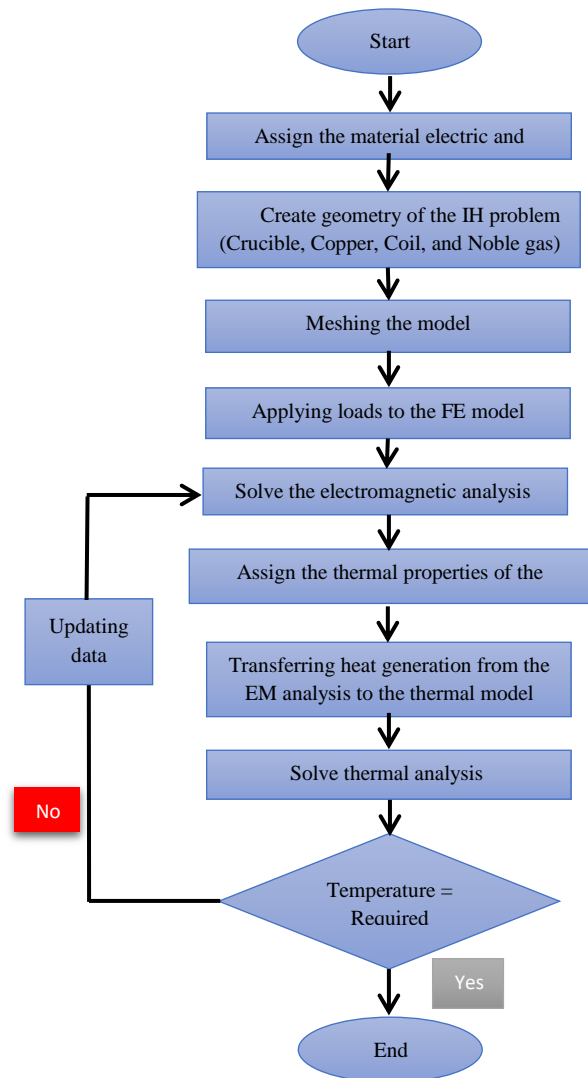 Start
Assign the material electric and
Create geometry of the IH problem
(Crucible, Copper, Coil, and Noble gas)
Meshing the model
Applying loads to the FE model
Solve the electromagnetic analysis
Assign the thermal properties of the
Updating
data
Transferring heat generation from the
EM analysis to the thermal model
Solve thermal analysis
No
Temperature =
Required
Yes
End